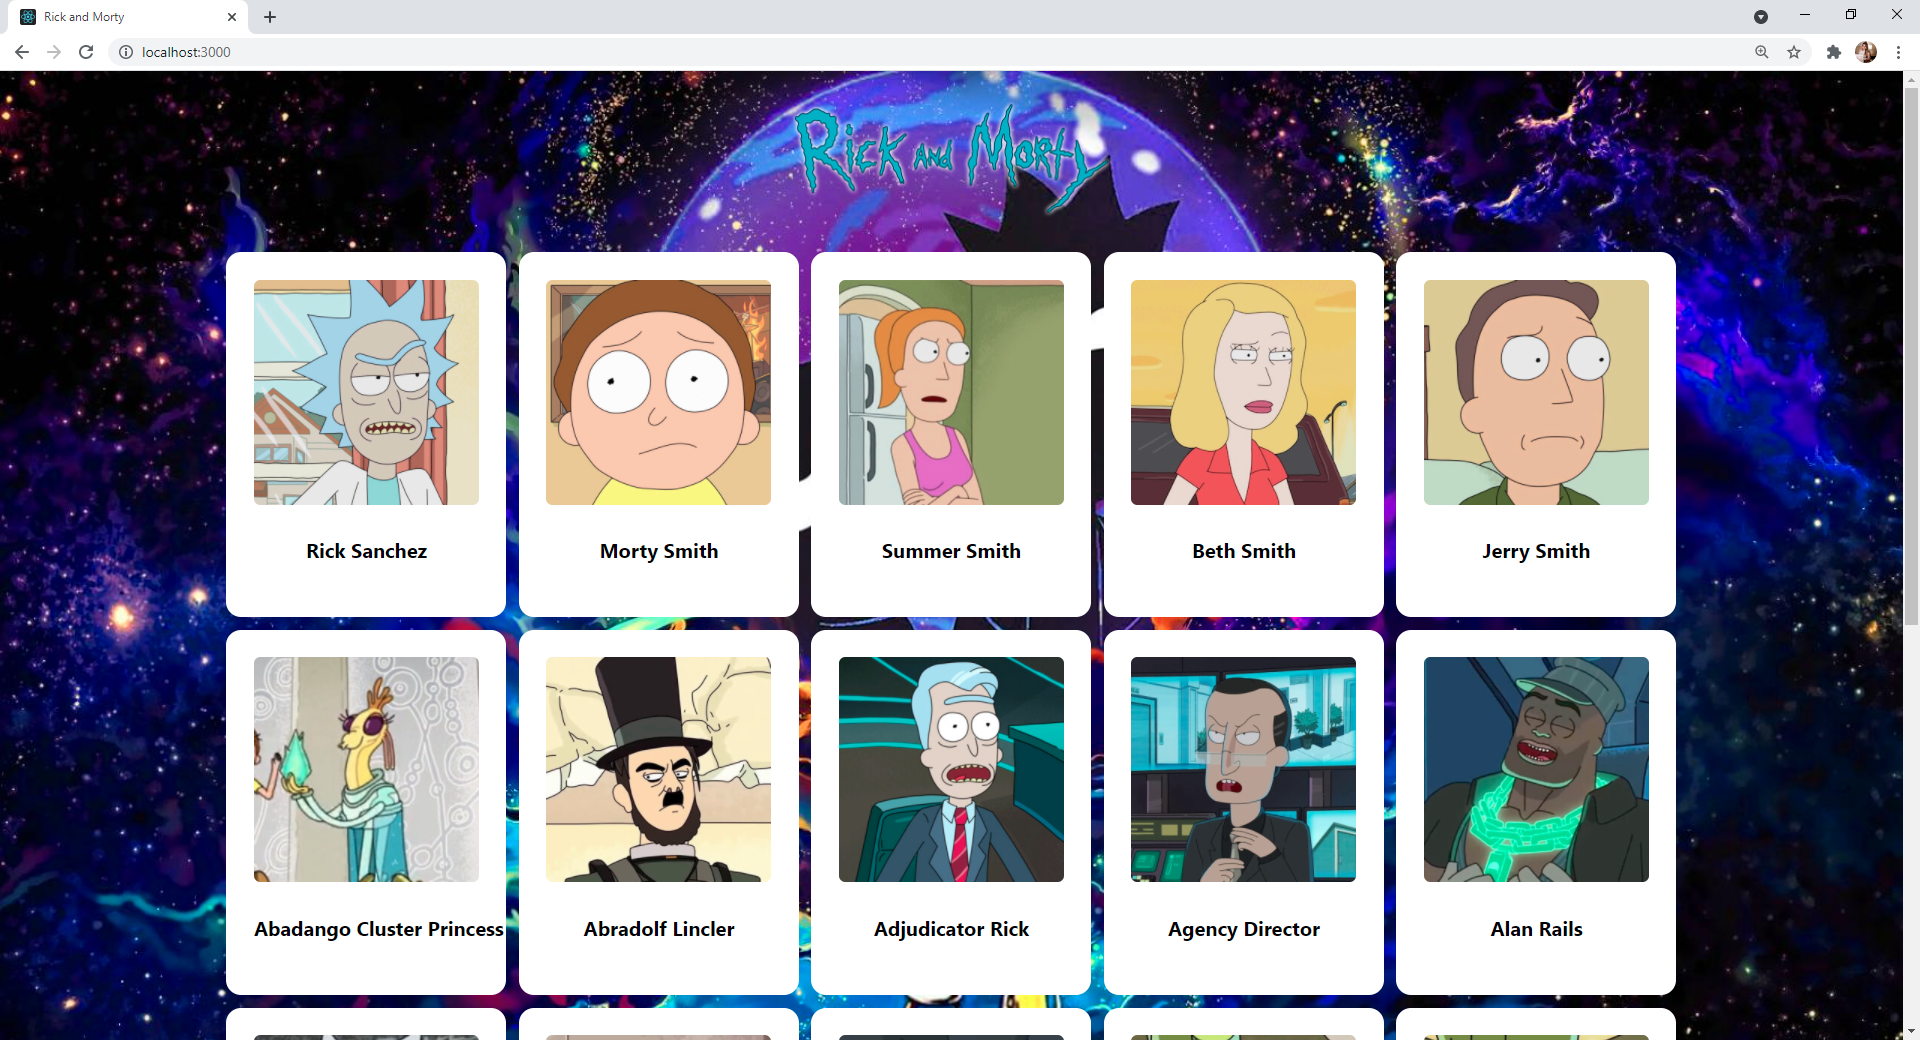 Rick and Morty
localhost:3000
Rick and Morty
Rick Sanchez
Morty Smith
Summer Smith
Beth Smith
Jerry Smith
Abadango Cluster Princess
Abradolf Lincler
Adjudicator Rick
Agency Director
Alan Rails